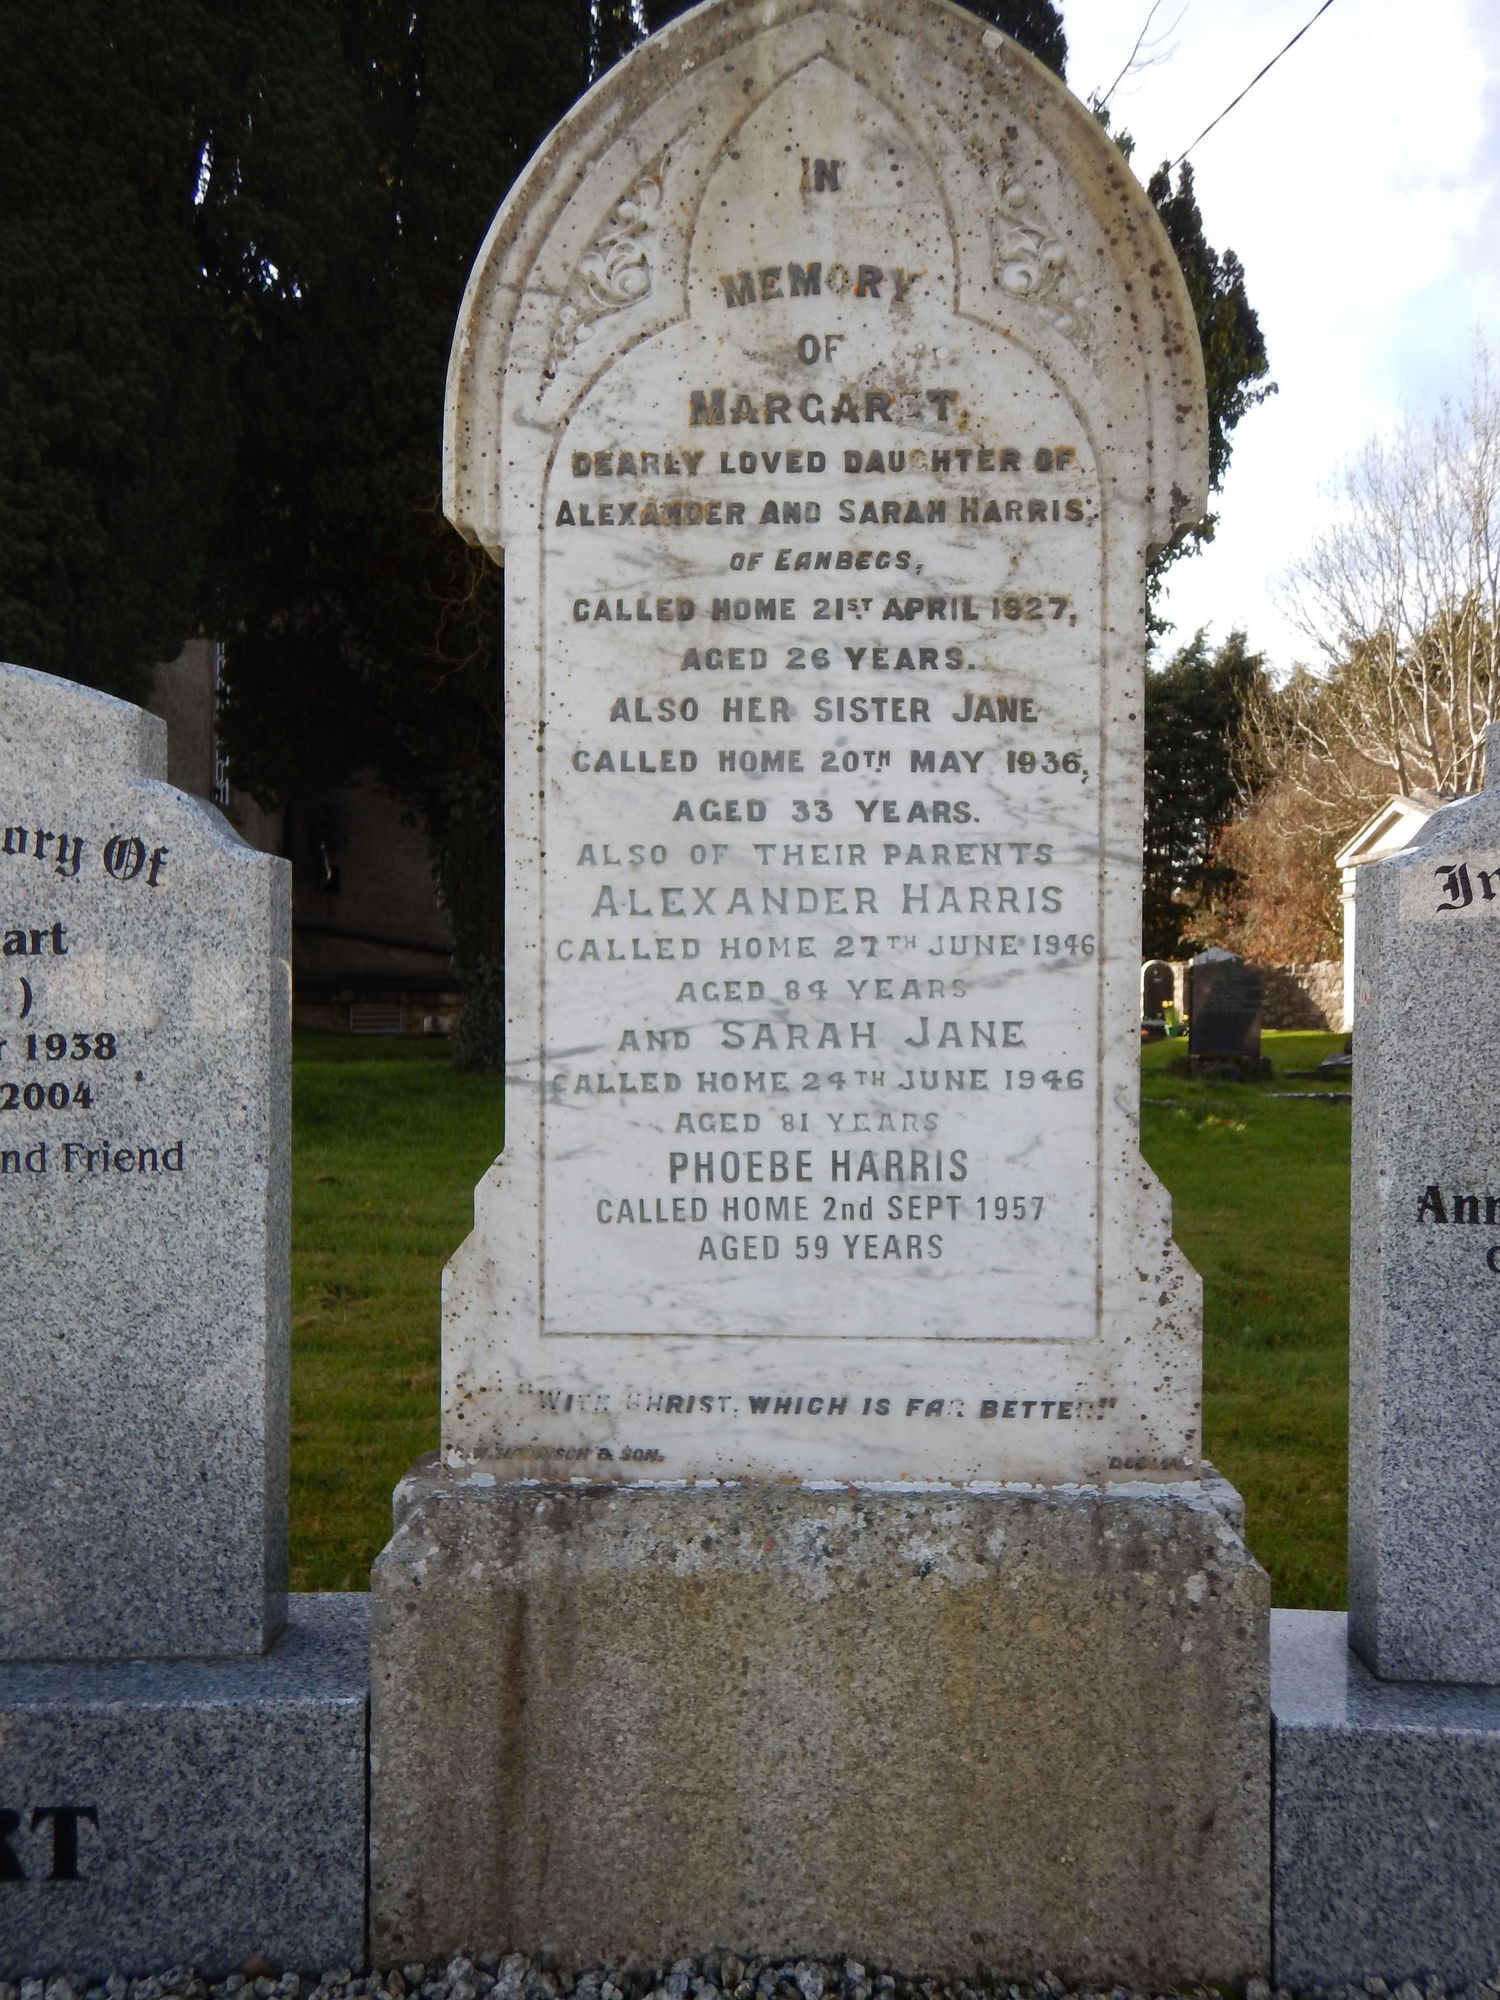 IN
MEMORY
OF
MARGARET,
DEARLY LOVED DAUGHTER OF
ALEXANDER AND SARAH HARRIS,
OF EANBEGS,
CALLED HOME 21ST APRIL 1927,
AGED 26 YEARS.
ALSO HER SISTER JANE
CALLED HOME 20TH MAY 1936,
AGED 33 YEARS.
ALSO OF THEIR PARENTS
ALEXANDER HARRIS
CALLED HOME 27TH JUNE 1946
AGED 84 YEARS
AND SARAH JANE
CALLED HOME 24TH JUNE 1946
AGED 81 YEARS
PHOEBE HARRIS
CALLED HOME 2nd SEPT 1957
AGED 59 YEARS
"WITH CHRIST, WHICH IS FAR BETTER."
& SON.
DUBLIN
ory Of
art
)
r 1938
2004
nd Friend
RT
In
Ann